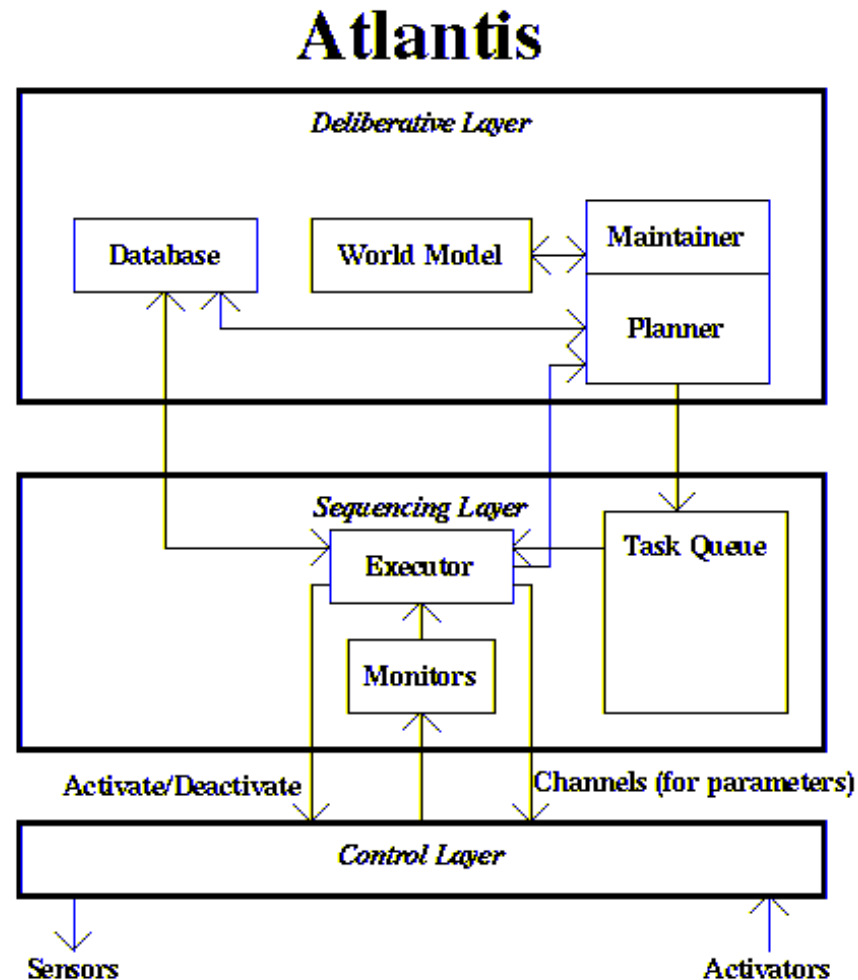 Atlantis
Deliberative Layer
Database
World Model
Maintainer
Planner
Sequencing Layer
Executor
Task Queue
Monitors
Activate/Deactivate
Channels (for parameters)
Control Layer
Sensors
Activators